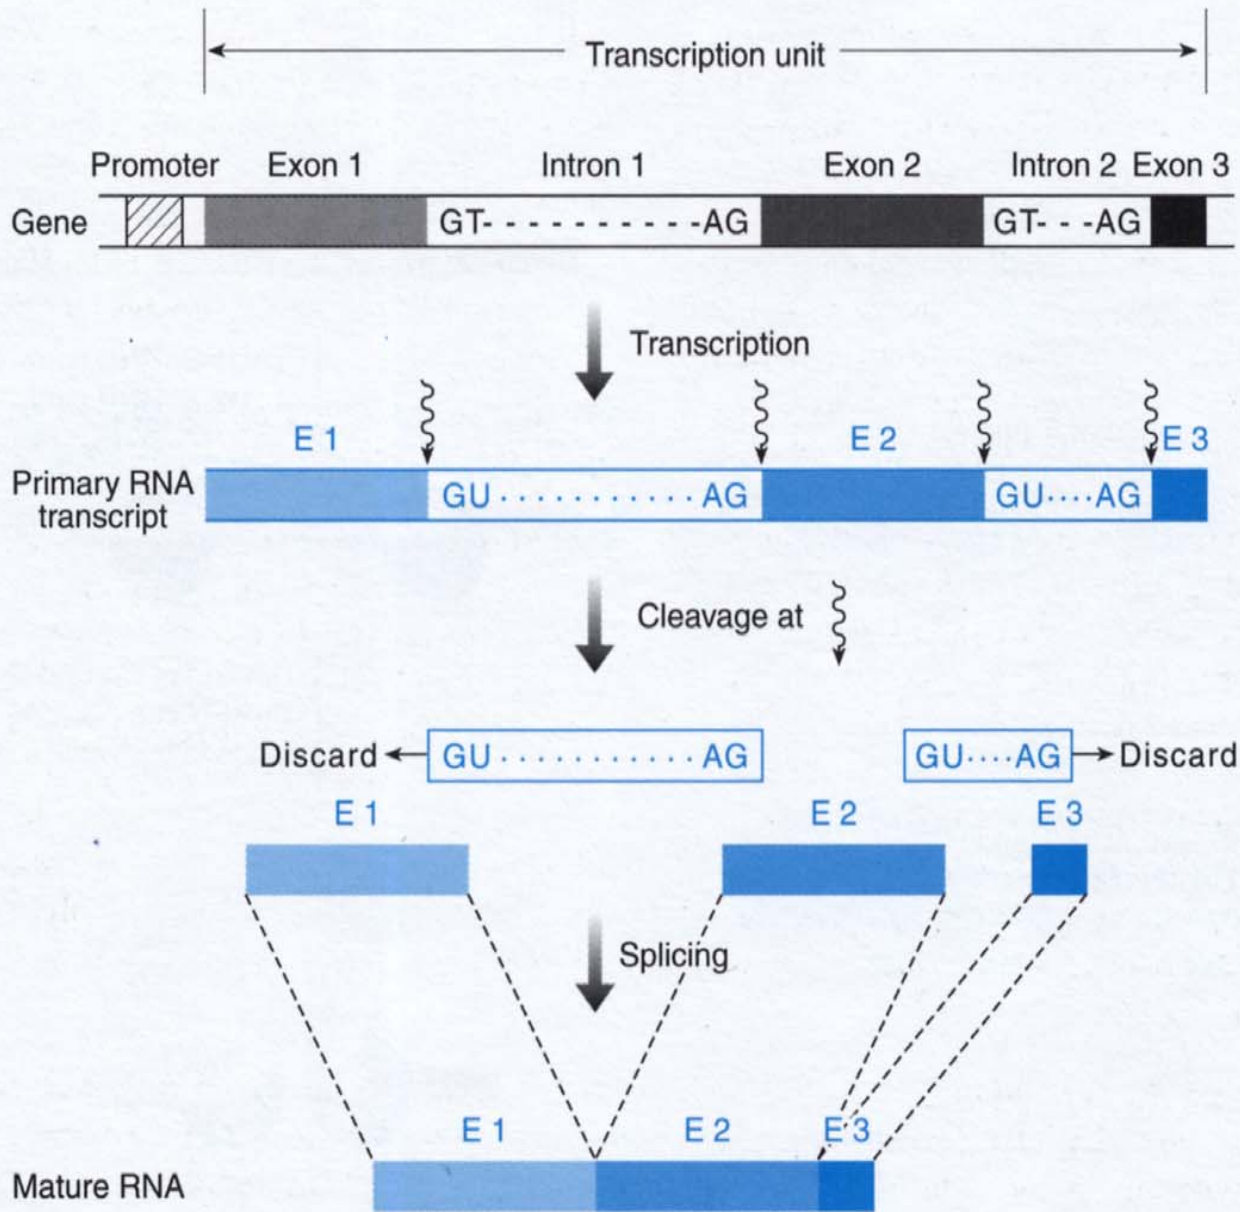 Transcription unit
Promoter Exon 1 Intron 1 Exon 2 Intron 2 Exon 3
Gene GT- - - - - - - - - -AG GT- - -AG
Transcription
E 1 E 2 E 3
Primary RNA
transcript
GU · · · · · · · · · · · AG GU····AG
Cleavage at
Discard GU · · · · · · · · · · · AG GU····AG Discard
E 1 E 2 E 3
Splicing
E 1 E 2 E 3
Mature RNA